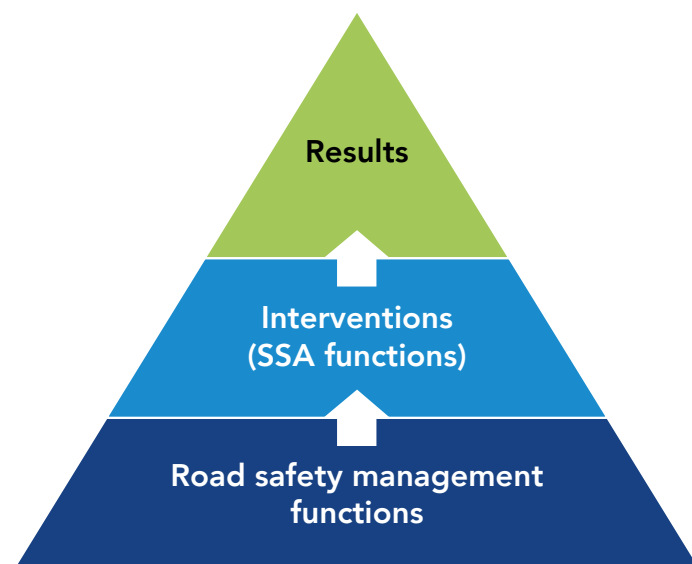 Results
Interventions
(SSA functions)
Road safety management
functions